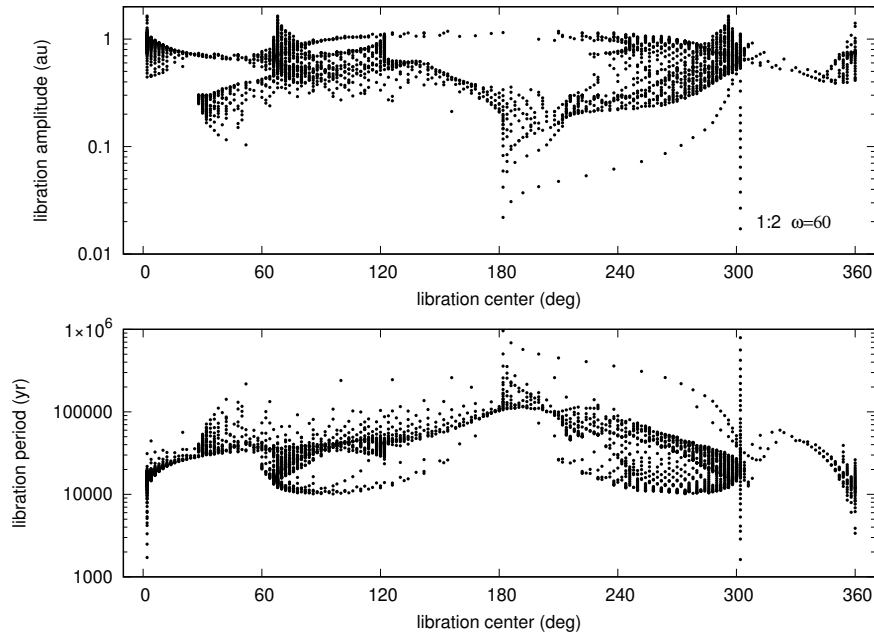 1
0.1
0.01
libration amplitude (au)
1:2 ω=60
0 60 120 180 240 300 360
libration center (deg)
1×10⁶
100000
10000
1000
libration period (yr)
0 60 120 180 240 300 360
libration center (deg)